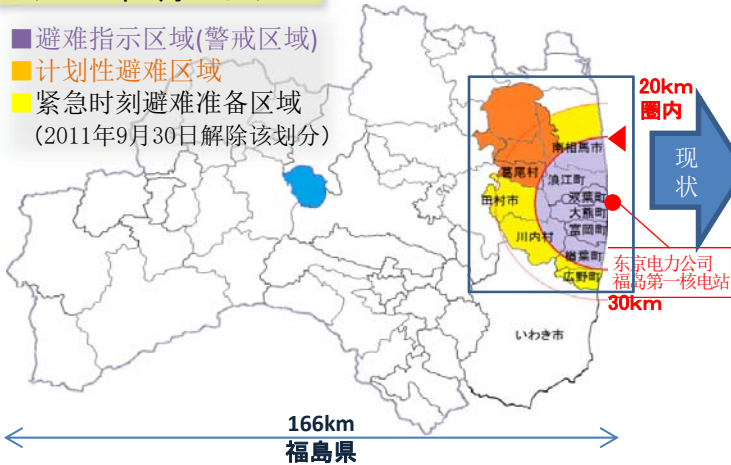 ■避难指示区域(警戒区域)
■计划性避难区域
■紧急时刻避难准备区域
(2011年9月30日解除该划分)
20km
圏内
现状
南相馬市
葛尾村
浪江町
田村市
双葉町
大熊町
富岡町
川内村
楢葉町
広野町
东京电力公司
福岛第一核电站
30km
いわき市
166km
福島県